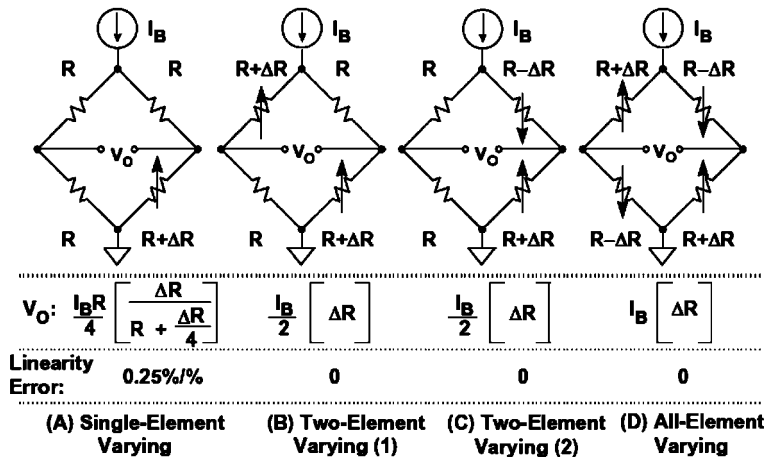 I_B I_B I_B I_B
R R R+ΔR R R R−ΔR R+ΔR R−ΔR
V_O V_O V_O V_O
R R+ΔR R R+ΔR R R+ΔR R−ΔR R+ΔR
V_O: I_B R / 4 [ ΔR / (R + ΔR/4) ] I_B / 2 [ ΔR ] I_B / 2 [ ΔR ] I_B [ ΔR ]
Linearity
Error: 0.25%/% 0 0 0
(A) Single-Element (B) Two-Element (C) Two-Element (D) All-Element
Varying Varying (1) Varying (2) Varying